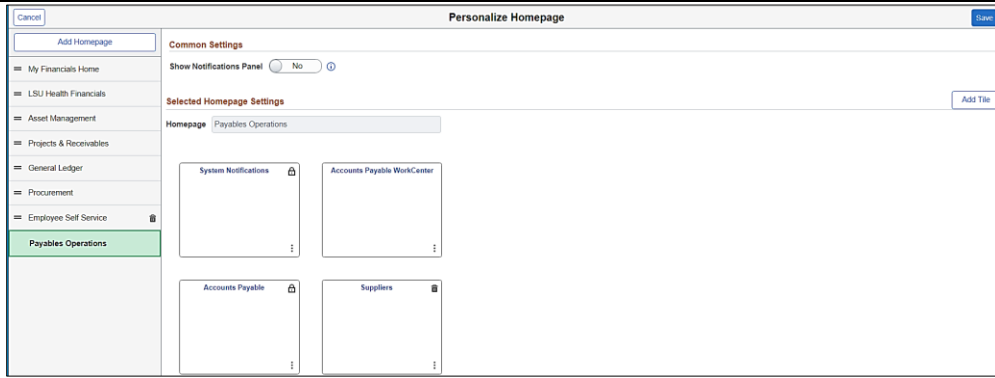 Cancel
Personalize Homepage
Save
Add Homepage
My Financials Home
LSU Health Financials
Asset Management
Projects & Receivables
General Ledger
Procurement
Employee Self Service
Payables Operations
Common Settings
Show Notifications Panel No
Selected Homepage Settings
Add Tile
Homepage Payables Operations
System Notifications
Accounts Payable WorkCenter
Accounts Payable
Suppliers